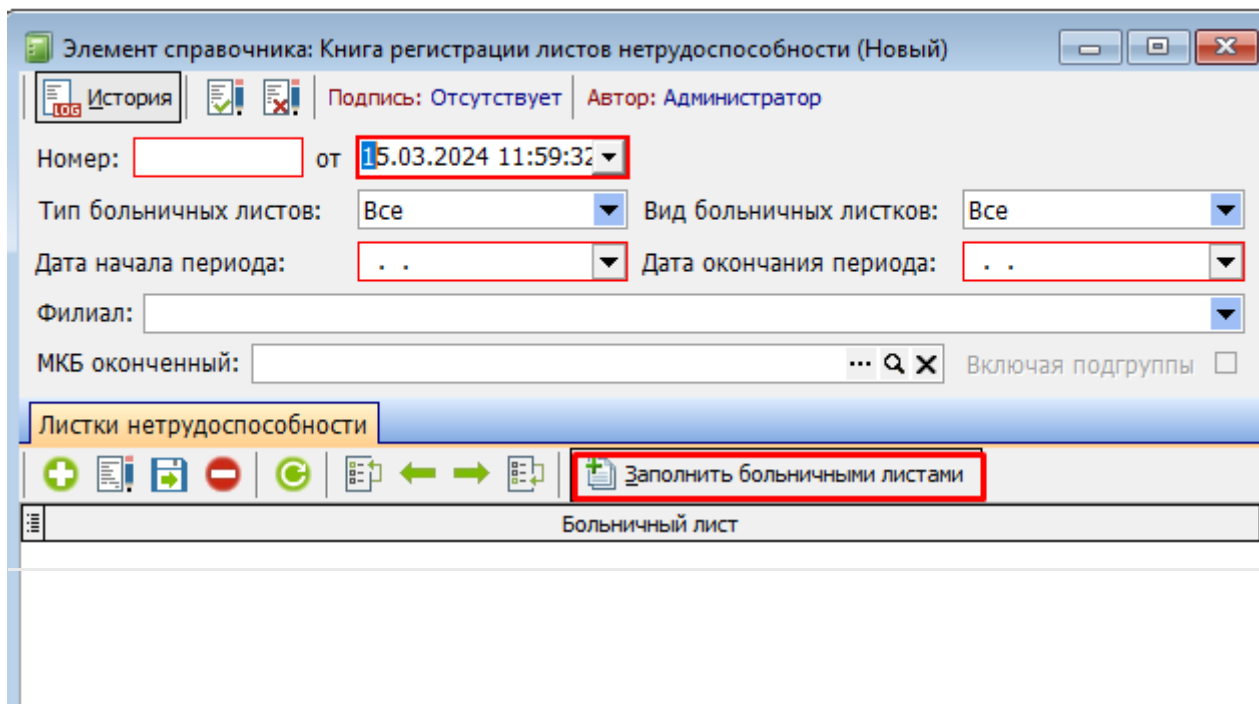 Элемент справочника: Книга регистрации листов нетрудоспособности (Новый)
LOG История Подпись: Отсутствует Автор: Администратор
Номер: от 15.03.2024 11:59:32
Тип больничных листов: Все Вид больничных листков: Все
Дата начала периода: . . Дата окончания периода: . .
Филиал:
МКБ оконченный: ... Включая подгруппы
Листки нетрудоспособности
Заполнить больничными листами
Больничный лист